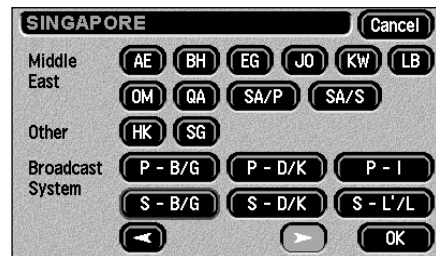 SINGAPORE Cancel
Middle East AE BH EG JO KW LB
OM QA SA/P SA/S
Other HK SG
Broadcast System P - B/G P - D/K P - I
S - B/G S - D/K S - L'/L
OK